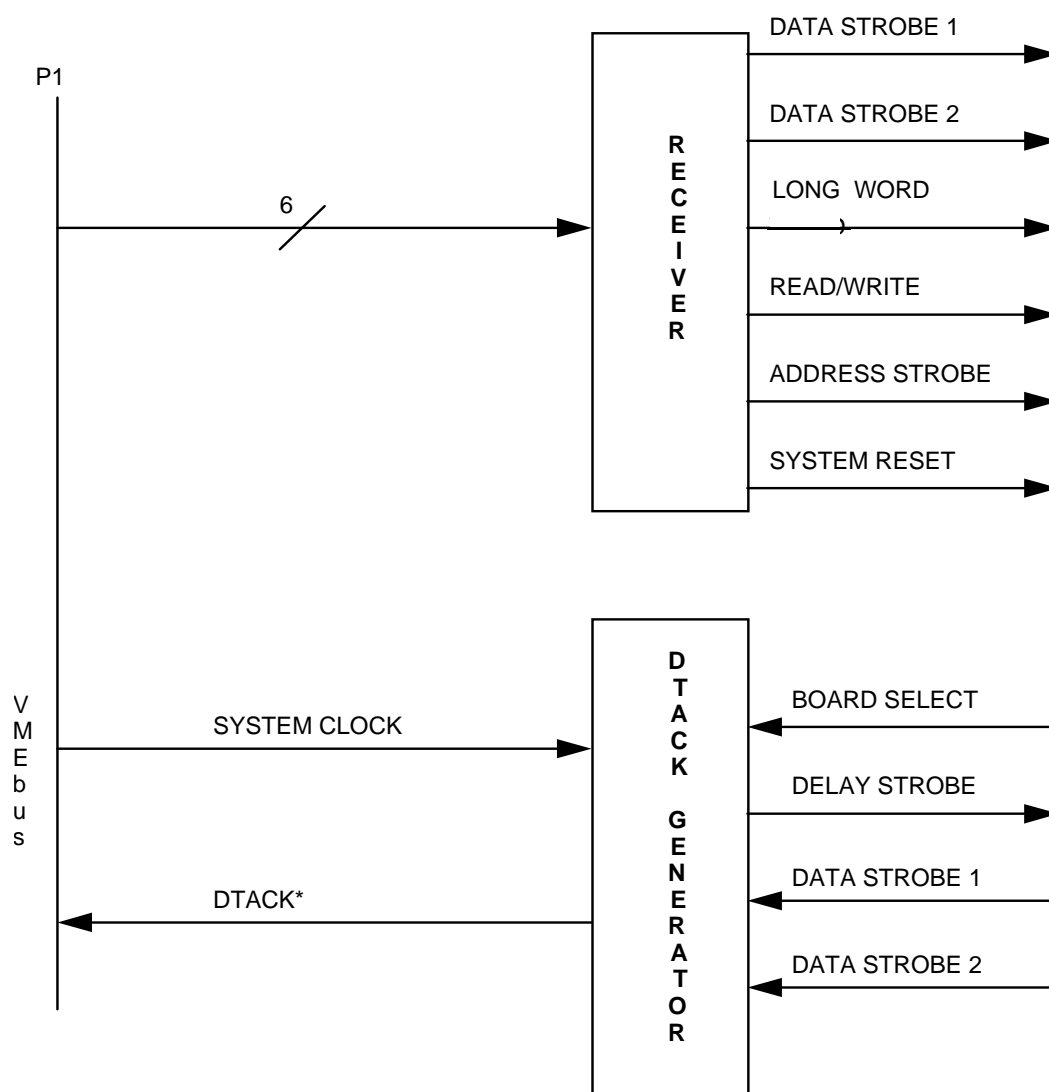 P1
6
RECEIVER
DATA STROBE 1
DATA STROBE 2
LONG WORD
READ/WRITE
ADDRESS STROBE
SYSTEM RESET
VMEbus
SYSTEM CLOCK
DTACK*
DTACK GENERATOR
BOARD SELECT
DELAY STROBE
DATA STROBE 1
DATA STROBE 2